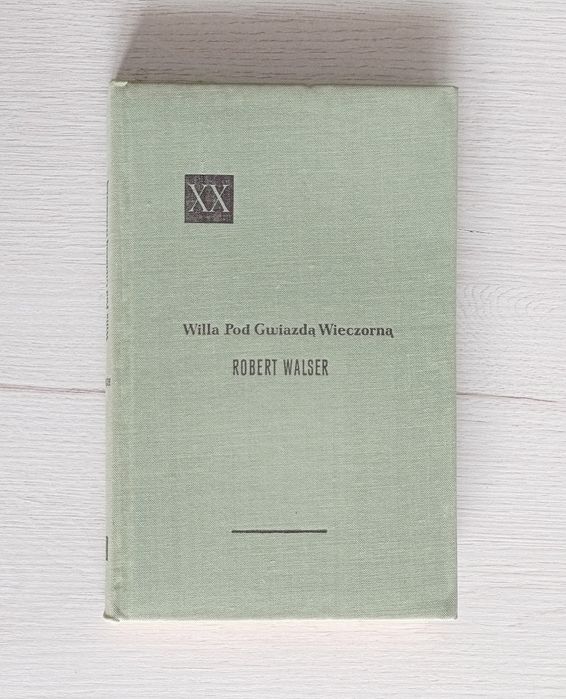 XX
Willa Pod Gwiazdą Wieczorną
ROBERT WALSER